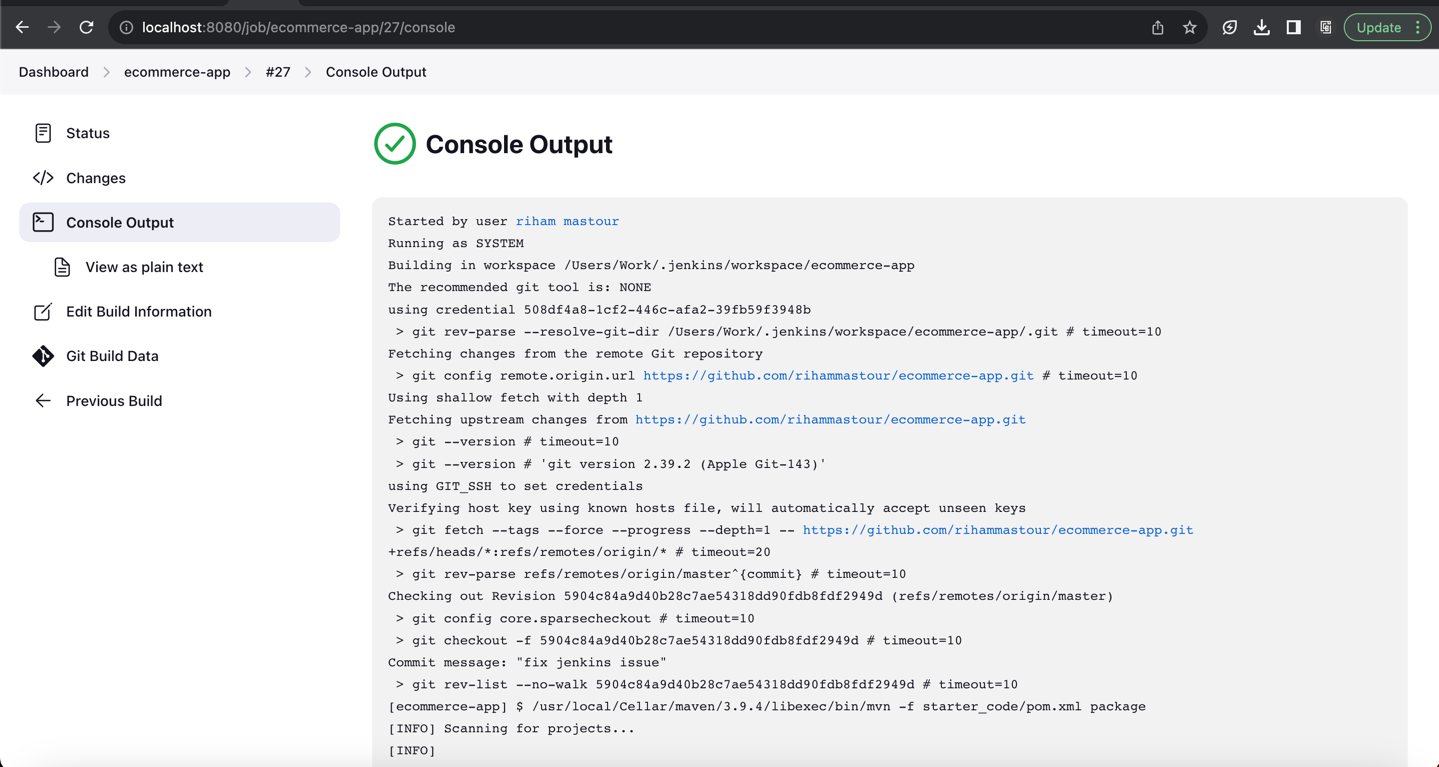 localhost:8080/job/ecommerce-app/27/console
Update
Dashboard > ecommerce-app > #27 > Console Output
Status
Changes
Console Output
View as plain text
Edit Build Information
Git Build Data
Previous Build
Console Output
Started by user riham mastour
Running as SYSTEM
Building in workspace /Users/Work/.jenkins/workspace/ecommerce-app
The recommended git tool is: NONE
using credential 508df4a8-1cf2-446c-afa2-39fb59f3948b
 > git rev-parse --resolve-git-dir /Users/Work/.jenkins/workspace/ecommerce-app/.git # timeout=10
Fetching changes from the remote Git repository
 > git config remote.origin.url https://github.com/rihammastour/ecommerce-app.git # timeout=10
Using shallow fetch with depth 1
Fetching upstream changes from https://github.com/rihammastour/ecommerce-app.git
 > git --version # timeout=10
 > git --version # 'git version 2.39.2 (Apple Git-143)'
using GIT_SSH to set credentials
Verifying host key using known hosts file, will automatically accept unseen keys
 > git fetch --tags --force --progress --depth=1 -- https://github.com/rihammastour/ecommerce-app.git
+refs/heads/*:refs/remotes/origin/* # timeout=20
 > git rev-parse refs/remotes/origin/master^{commit} # timeout=10
Checking out Revision 5904c84a9d40b28c7ae54318dd90fdb8fdf2949d (refs/remotes/origin/master)
 > git config core.sparsecheckout # timeout=10
 > git checkout -f 5904c84a9d40b28c7ae54318dd90fdb8fdf2949d # timeout=10
Commit message: "fix jenkins issue"
 > git rev-list --no-walk 5904c84a9d40b28c7ae54318dd90fdb8fdf2949d # timeout=10
[ecommerce-app] $ /usr/local/Cellar/maven/3.9.4/libexec/bin/mvn -f starter_code/pom.xml package
[INFO] Scanning for projects...
[INFO]